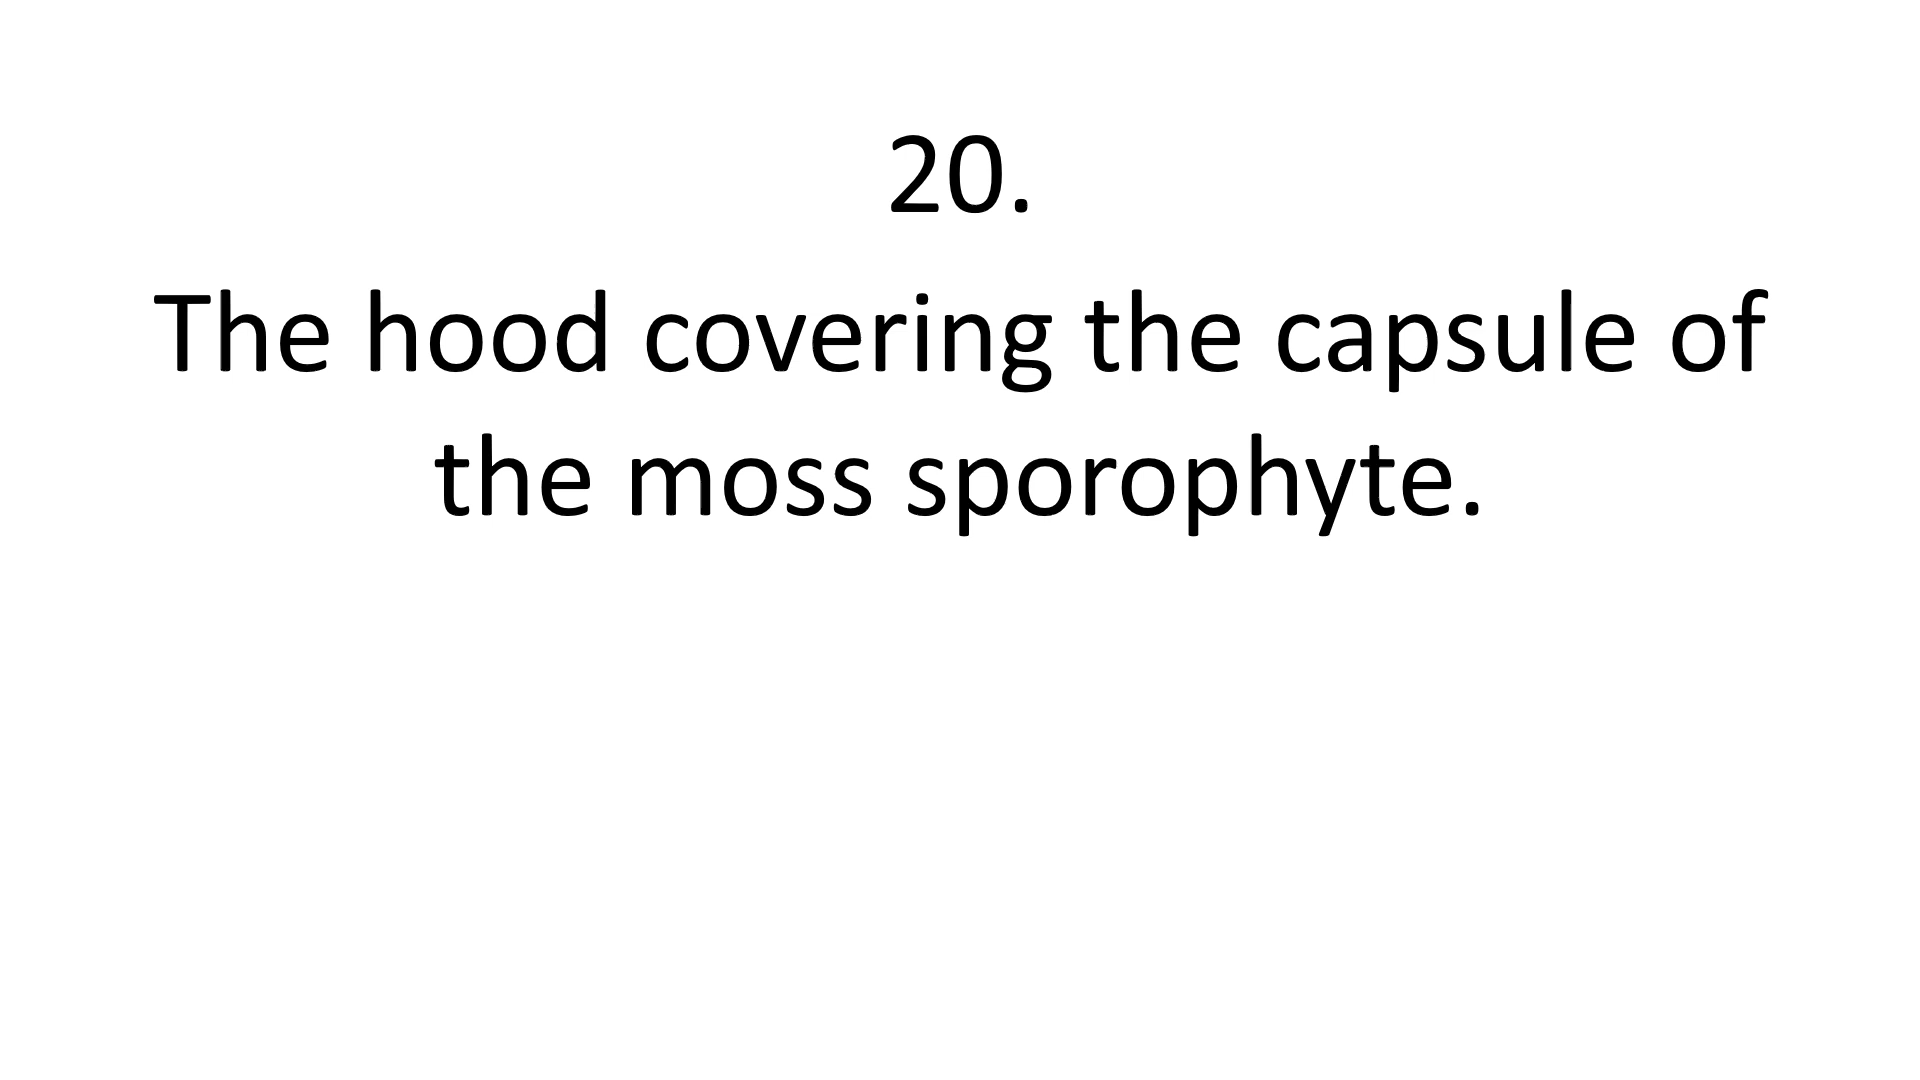 20.
The hood covering the capsule of
the moss sporophyte.